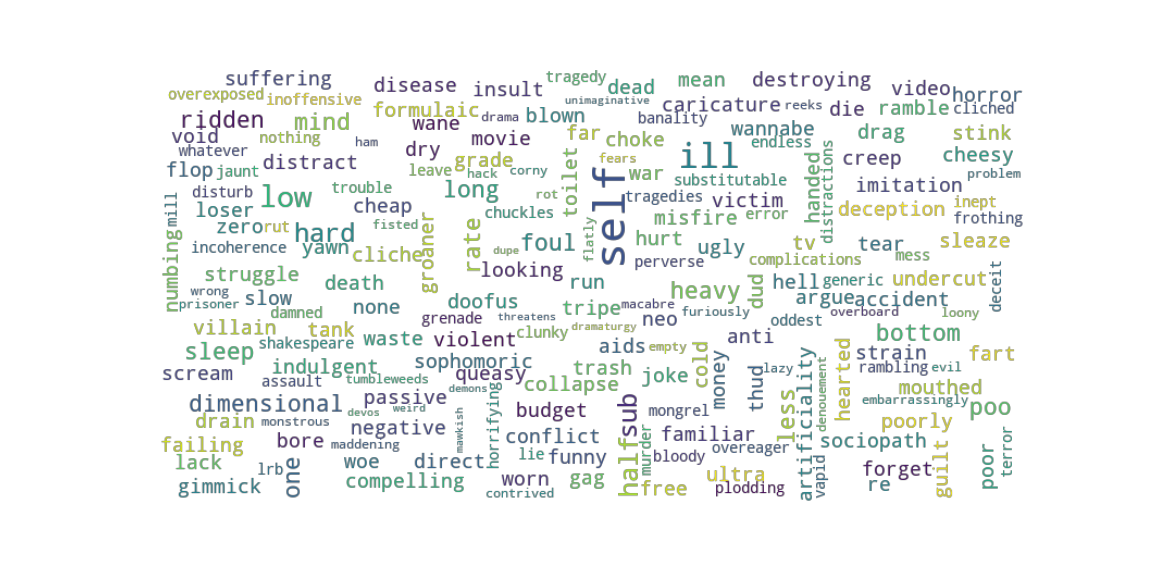 suffering disease insult tragedy dead mean destroying video horror
overexposed inoffensive formulaic drama blown unimaginative caricature reeks die ramble cliched
ridden mind wane movie far choke banality wannabe endless drag stink
void nothing ham dry grade fears ill handed creep cheesy
whatever distract leave hack corny toilet war substitutable distractions problem
flop jaunt trouble long rot self tragedies victim imitation inept
disturb low cheap chuckles misfire error deception frothing
mill loser fisted flatly
zero rut hard groaner rate foul hurt ugly tv tear sleaze
numbing incoherence yawn cliche dupe looking perverse complications mess
struggle death run heavy dud hell generic undercut deceit
wrong slow none doofus tripe macabre furiously argue accident
prisoner damned grenade threatens neo oddest overboard loony
villain tank waste violent clunky dramaturgy anti bottom
sleep shakespeare sophomoric aids empty cold money hearted strain fart
scream indulgent queasy trash joke thud lazy rambling evil
assault tumbleweeds demons collapse less artificiality denouement mouthed
dimensional passive budget sub mongrel embarrassingly poo
drain monstrous devos weird mawkish horrifying half poorly
failing bore maddening negative conflict murder familiar overeager sociopath
lack lrb one woe direct lie funny bloody vapid forget guilt poor terror
gimmick compelling worn gag free ultra re
contrived plodding